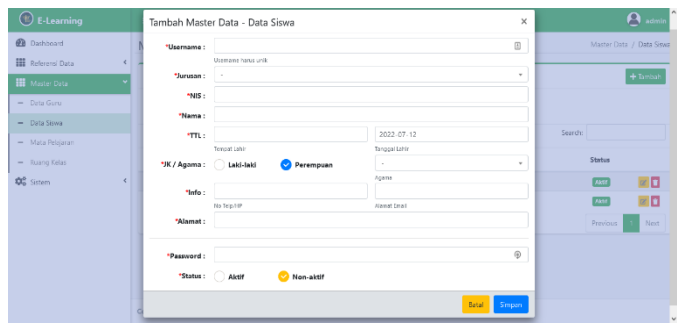 E-Learning
admin
Tambah Master Data - Data Siswa
×
Dashboard
Master Data / Data Siswa
Referensi Data
Master Data
+ Tambah
Data Guru
Data Siswa
Mata Pelajaran
Ruang Kelas
Sistem
*Username :
Username harus unik
*Jurusan :
-
*NIS :
*Nama :
*TTL :
2022-07-12
Tempat Lahir
Tanggal Lahir
*JK / Agama :
Laki-laki
Perempuan
-
Agama
*Info :
No Telp/HP
Alamat Email
*Alamat :
*Password :
*Status :
Aktif
Non-aktif
Batal
Simpan
Search:
Status
Aktif
Aktif
Previous
1
Next